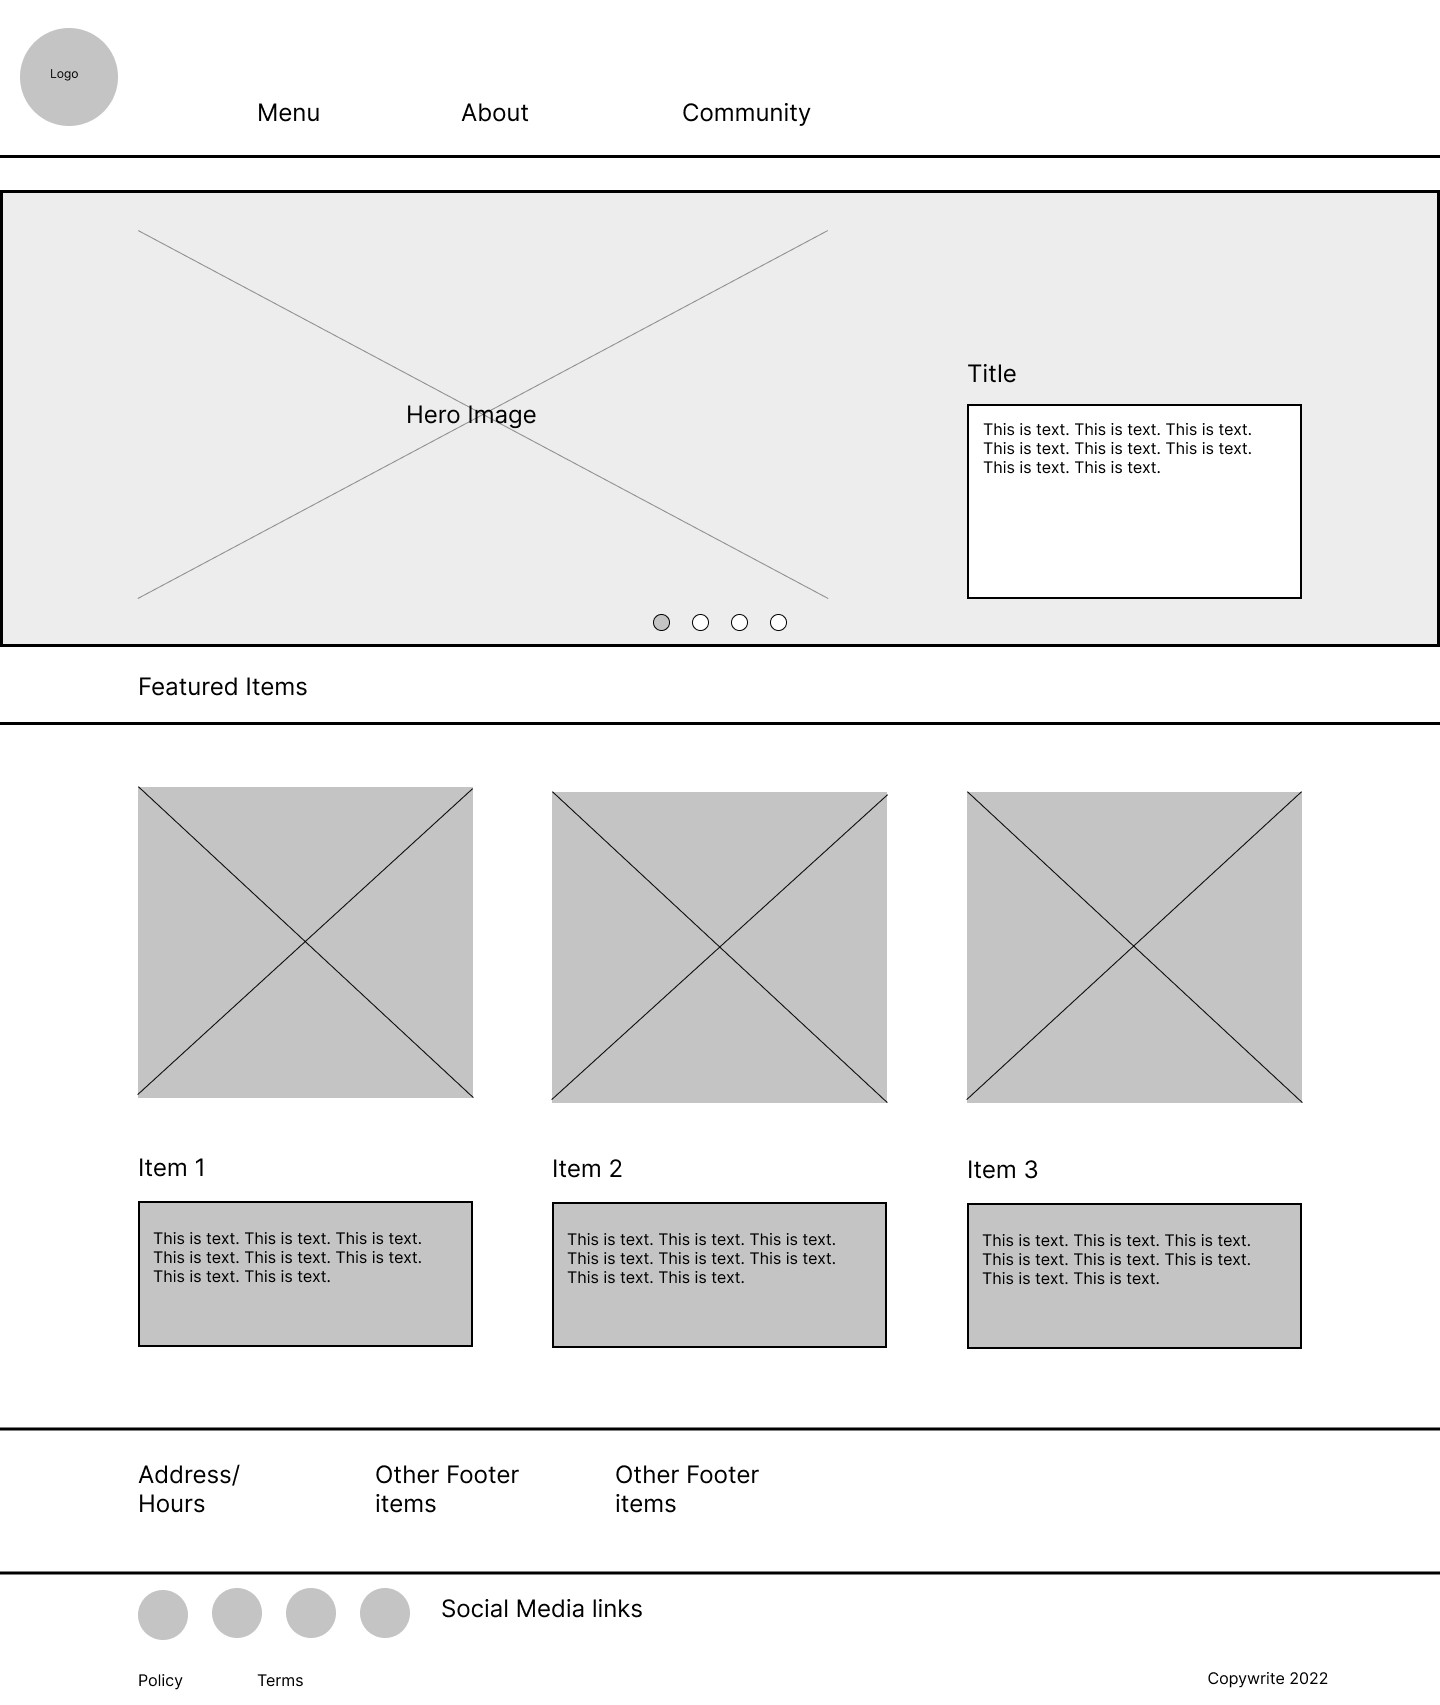 Logo
Menu
About
Community
Hero Image
Title
This is text. This is text. This is text.
This is text. This is text. This is text.
This is text. This is text.
Featured Items
Item 1
This is text. This is text. This is text.
This is text. This is text. This is text.
This is text. This is text.
Item 2
This is text. This is text. This is text.
This is text. This is text. This is text.
This is text. This is text.
Item 3
This is text. This is text. This is text.
This is text. This is text. This is text.
This is text. This is text.
Address/
Hours
Other Footer
items
Other Footer
items
Social Media links
Policy
Terms
Copywrite 2022